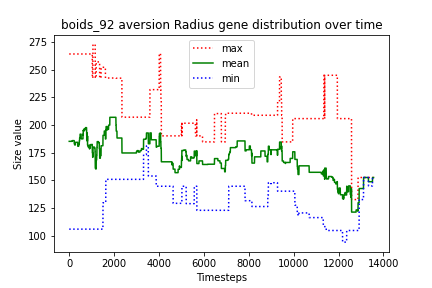 boids_92 aversion Radius gene distribution over time
max
mean
min
Size value
275
250
225
200
175
150
125
100
0
2000
4000
6000
8000
10000
12000
14000
Timesteps